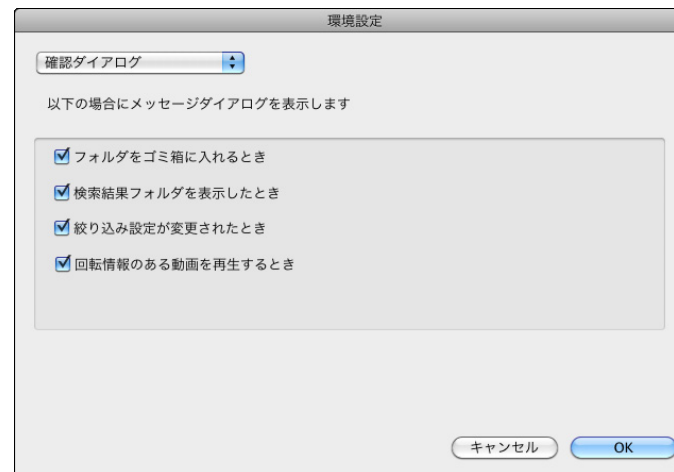 環境設定
確認ダイアログ
以下の場合にメッセージダイアログを表示します
フォルダをゴミ箱に入れるとき
検索結果フォルダを表示したとき
絞り込み設定が変更されたとき
回転情報のある動画を再生するとき
キャンセル
OK